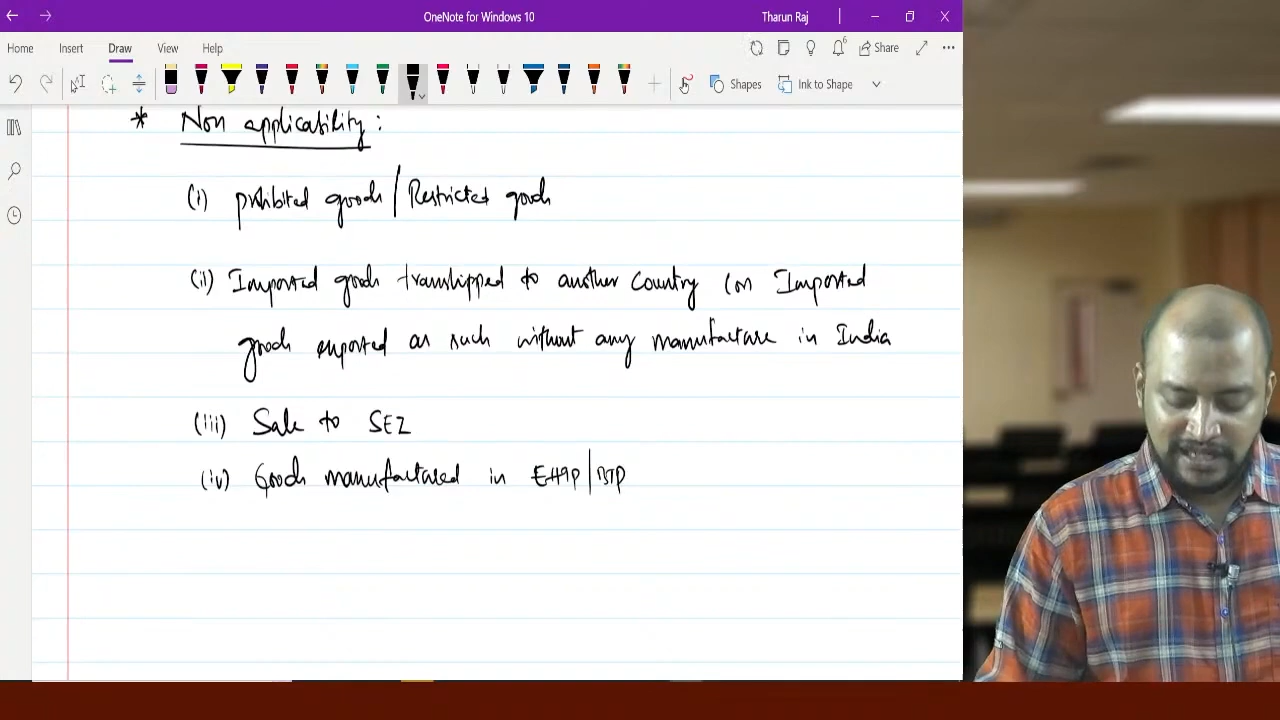 OneNote for Windows 10
Tharun Raj
Home Insert Draw View Help
6 Share
Shapes Ink to Shape
* Non applicability:
(i) prohibited goods / Restricted goods
(ii) Imported goods transhipped to another country (or Imported
goods exported as such without any manufacture in India
(iii) Sale to SEZ
(iv) Goods manufactured in EHTP | BTP